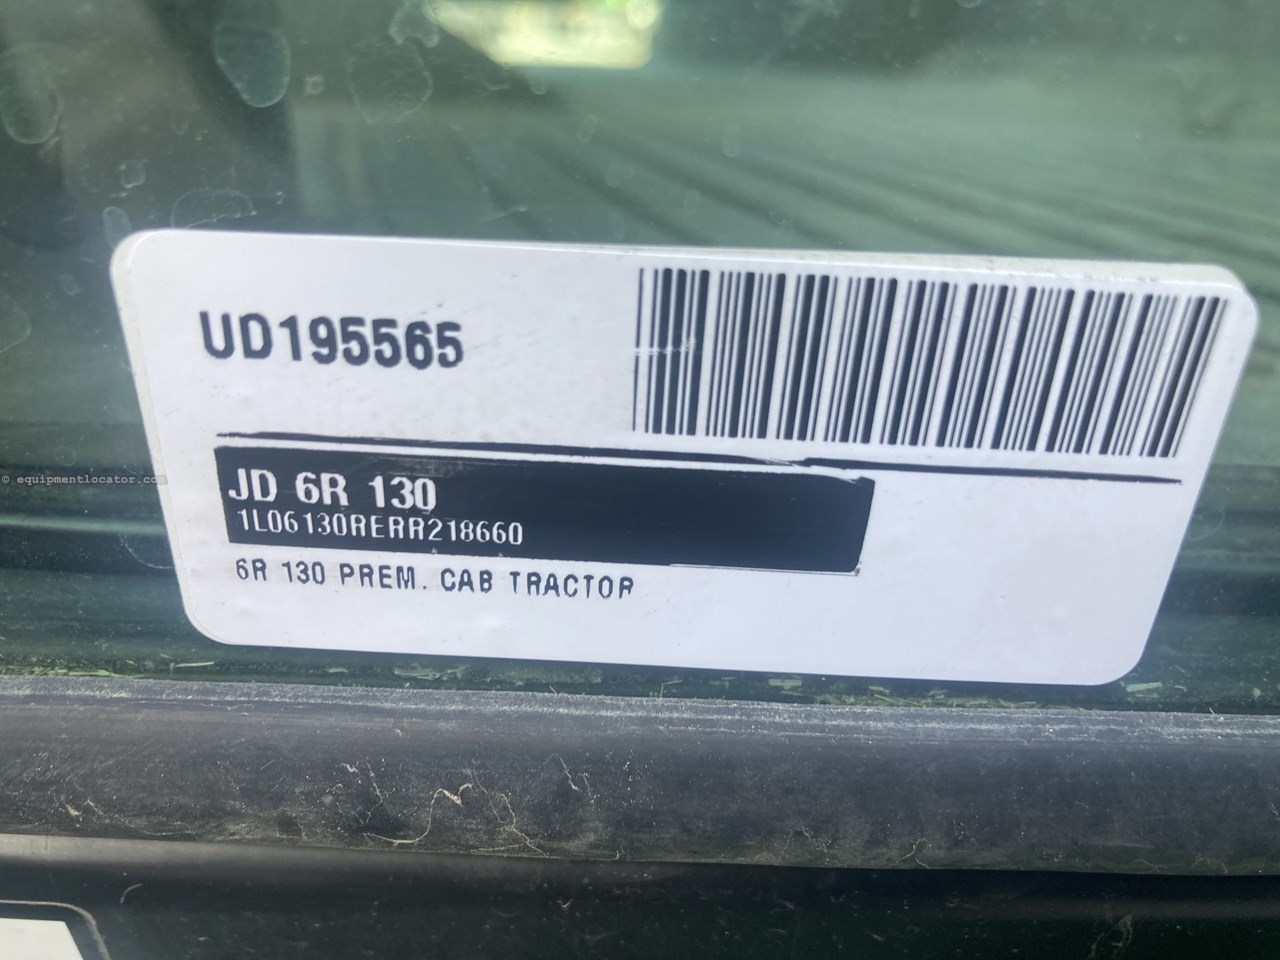 UD195565
JD 6R 130
1L06130RERR218660
6R 130 PREM. CAB TRACTOR
© equipmentlocator.com